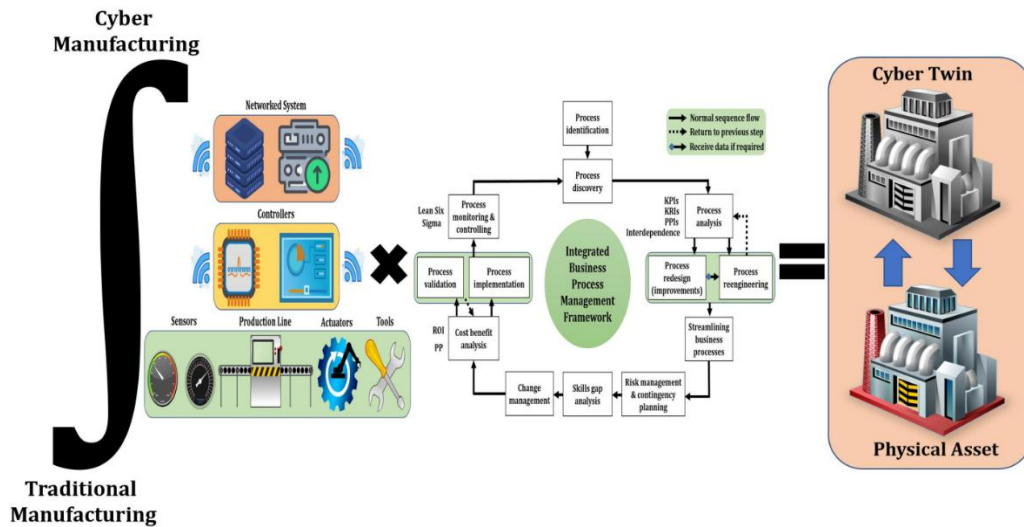 Cyber
Manufacturing
Networked System
Controllers
Sensors
Production Line
Actuators
Tools
Traditional
Manufacturing
Process
identification
Process
discovery
Normal sequence flow
Return to previous step
Receive data if required
Lean Six
Sigma
Process
monitoring &
controlling
KPIs
KRIs
PPIs
Interdependence
Process
analysis
Process
validation
Process
implementation
Integrated
Business
Process
Management
Framework
Process
redesign
(improvements)
Process
reengineering
ROI
PP
Cost benefit
analysis
Streamlining
business
processes
Change
management
Skills gap
analysis
Risk management
& contingency
planning
Cyber Twin
Physical Asset